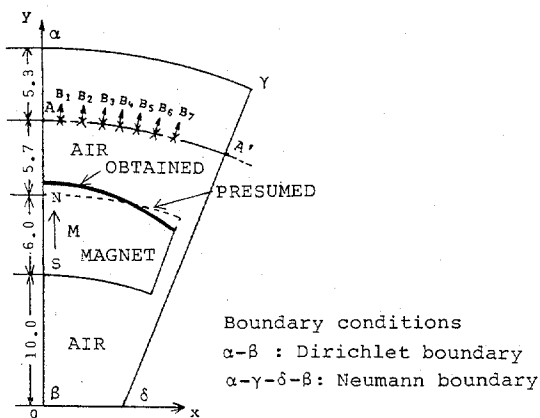 y
α
5.3
γ
B1 B2 B3 B4 B5 B6 B7
A
A'
AIR
5.7
OBTAINED
PRESUMED
N
M
6.0
MAGNET
S
10.0
AIR
Boundary conditions
α-β : Dirichlet boundary
α-γ-δ-β: Neumann boundary
β
δ
0
x